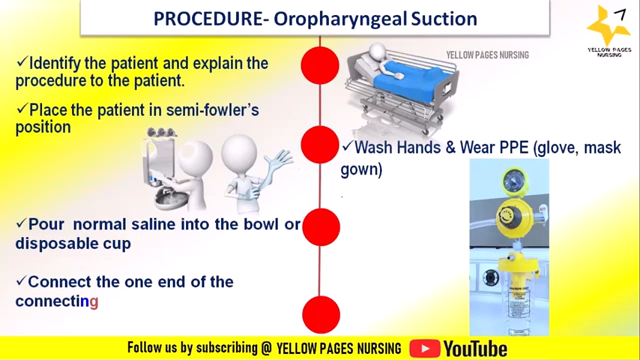 PROCEDURE- Oropharyngeal Suction
YELLOW PAGES
NURSING
✓Identify the patient and explain the
procedure to the patient.
YELLOW PAGES NURSING
✓Place the patient in semi-fowler's
position
✓Wash Hands & Wear PPE (glove, mask
gown)
✓Pour normal saline into the bowl or
disposable cup
✓Connect the one end of the
connecting
Follow us by subscribing @ YELLOW PAGES NURSING YouTube